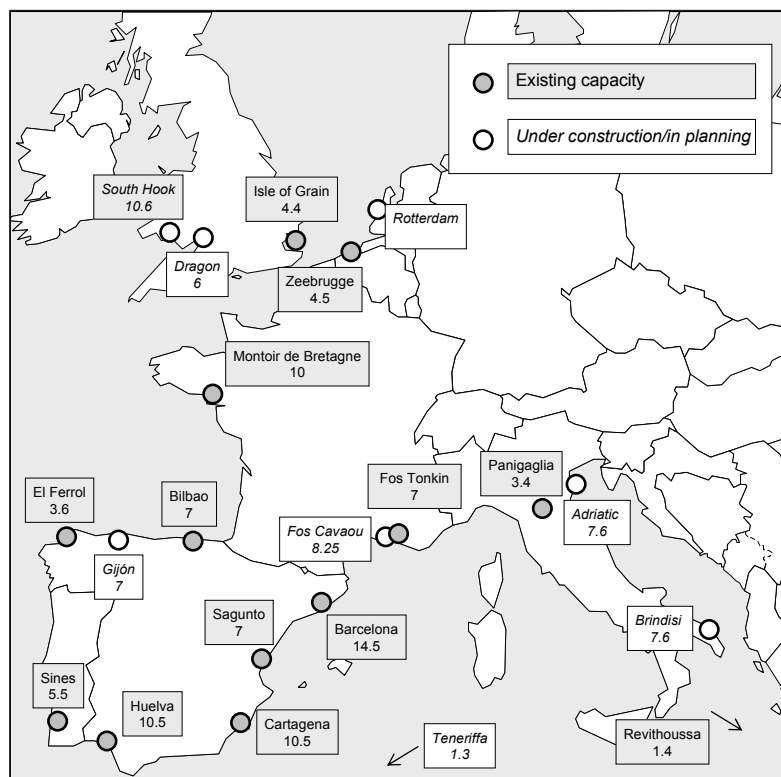 Existing capacity
Under construction/in planning
South Hook
10.6
Isle of Grain
4.4
Rotterdam
Dragon
6
Zeebrugge
4.5
Montoir de Bretagne
10
El Ferrol
3.6
Bilbao
7
Fos Tonkin
7
Panigaglia
3.4
Gijón
7
Fos Cavaou
8.25
Adriatic
7.6
Sagunto
7
Barcelona
14.5
Brindisi
7.6
Sines
5.5
Huelva
10.5
Cartagena
10.5
Teneriffa
1.3
Revithoussa
1.4